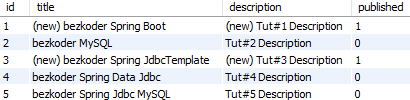 id title description published
1 (new) bezkoder Spring Boot (new) Tut#1 Description 1
2 bezkoder MySQL Tut#2 Description 0
3 (new) bezkoder Spring JdbcTemplate (new) Tut#3 Description 1
4 bezkoder Spring Data Jdbc Tut#4 Description 0
5 bezkoder Spring Jdbc MySQL Tut#5 Description 0